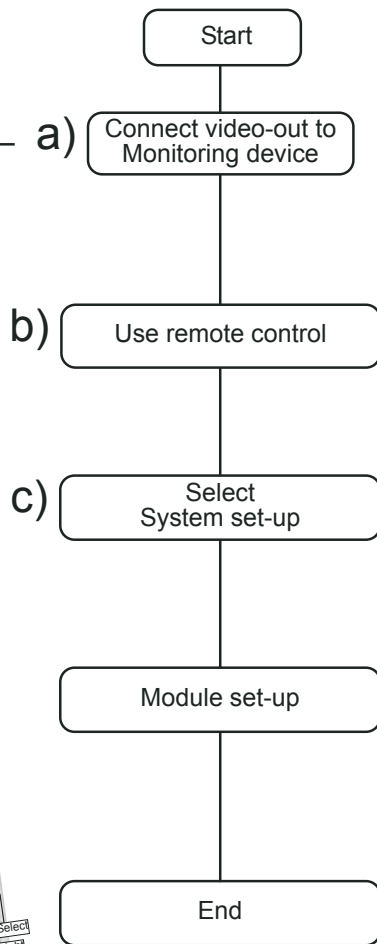 Start
a) Connect video-out to
Monitoring device
b) Use remote control
c) Select
System set-up
Module set-up
End
Select